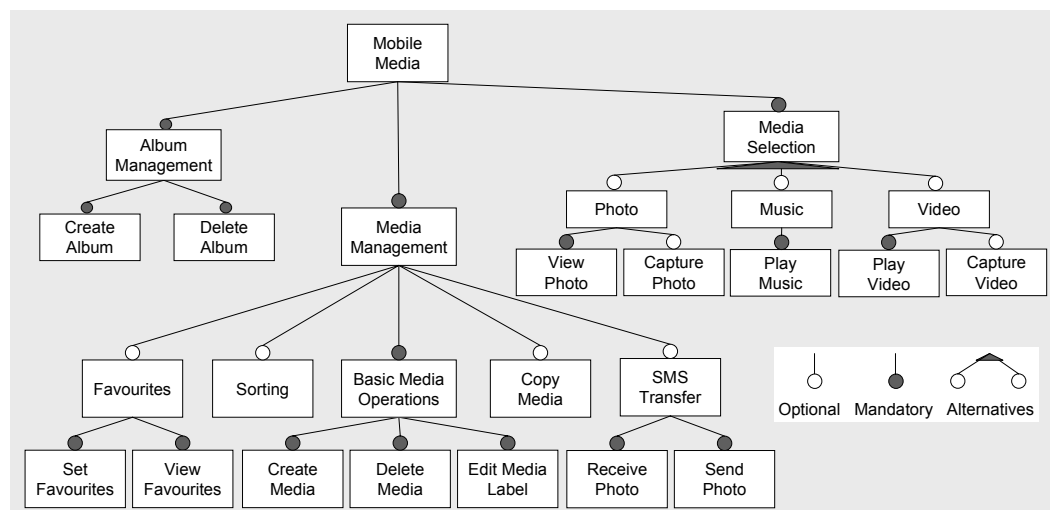 Mobile
Media
Album
Management
Media
Selection
Create
Album
Delete
Album
Media
Management
Photo
Music
Video
View
Photo
Capture
Photo
Play
Music
Play
Video
Capture
Video
Favourites
Sorting
Basic Media
Operations
Copy
Media
SMS
Transfer
Set
Favourites
View
Favourites
Create
Media
Delete
Media
Edit Media
Label
Receive
Photo
Send
Photo
Optional
Mandatory
Alternatives